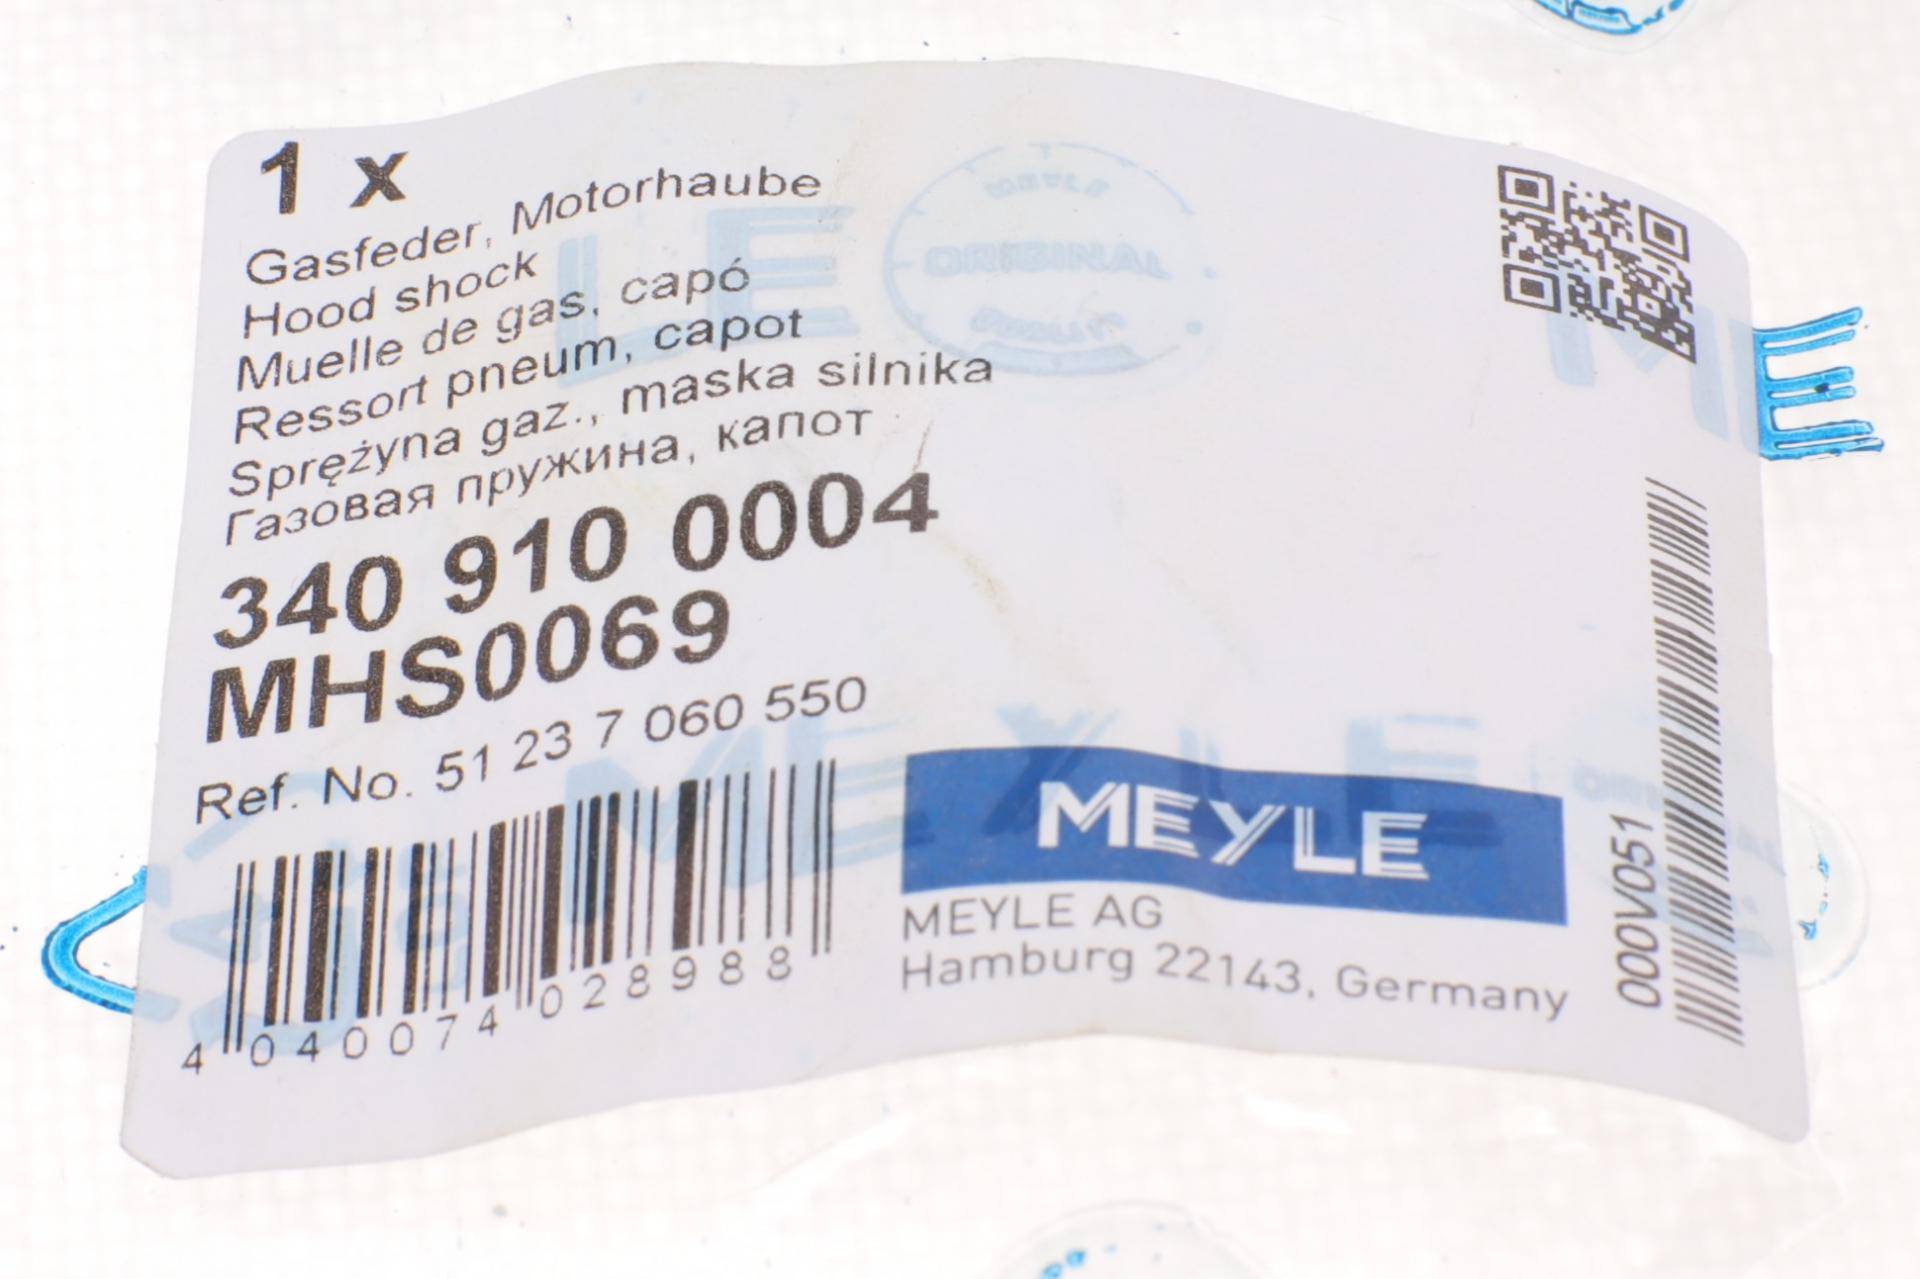 1 x
Gasfeder, Motorhaube
Hood shock
Muelle de gas, capó
Ressort pneum, capot
Sprężyna gaz., maska silnika
Газовая пружина, капот
340 910 0004
MHS0069
Ref. No. 51 23 7 060 550
4 040074 028988
MEYLE
MEYLE AG
Hamburg 22143, Germany
000V051
ORIGINAL
MEYLE